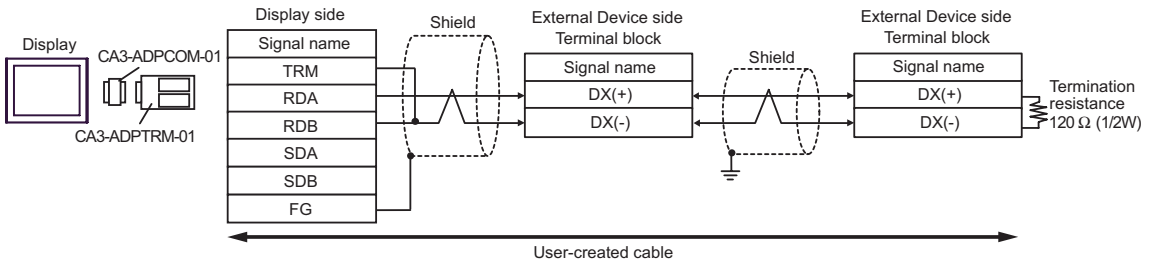 Display
CA3-ADPCOM-01
CA3-ADPTRM-01
Display side
Signal name
TRM
RDA
RDB
SDA
SDB
FG
Shield
External Device side
Terminal block
Signal name
DX(+)
DX(-)
Shield
External Device side
Terminal block
Signal name
DX(+)
DX(-)
Termination
resistance
120 Ω (1/2W)
User-created cable